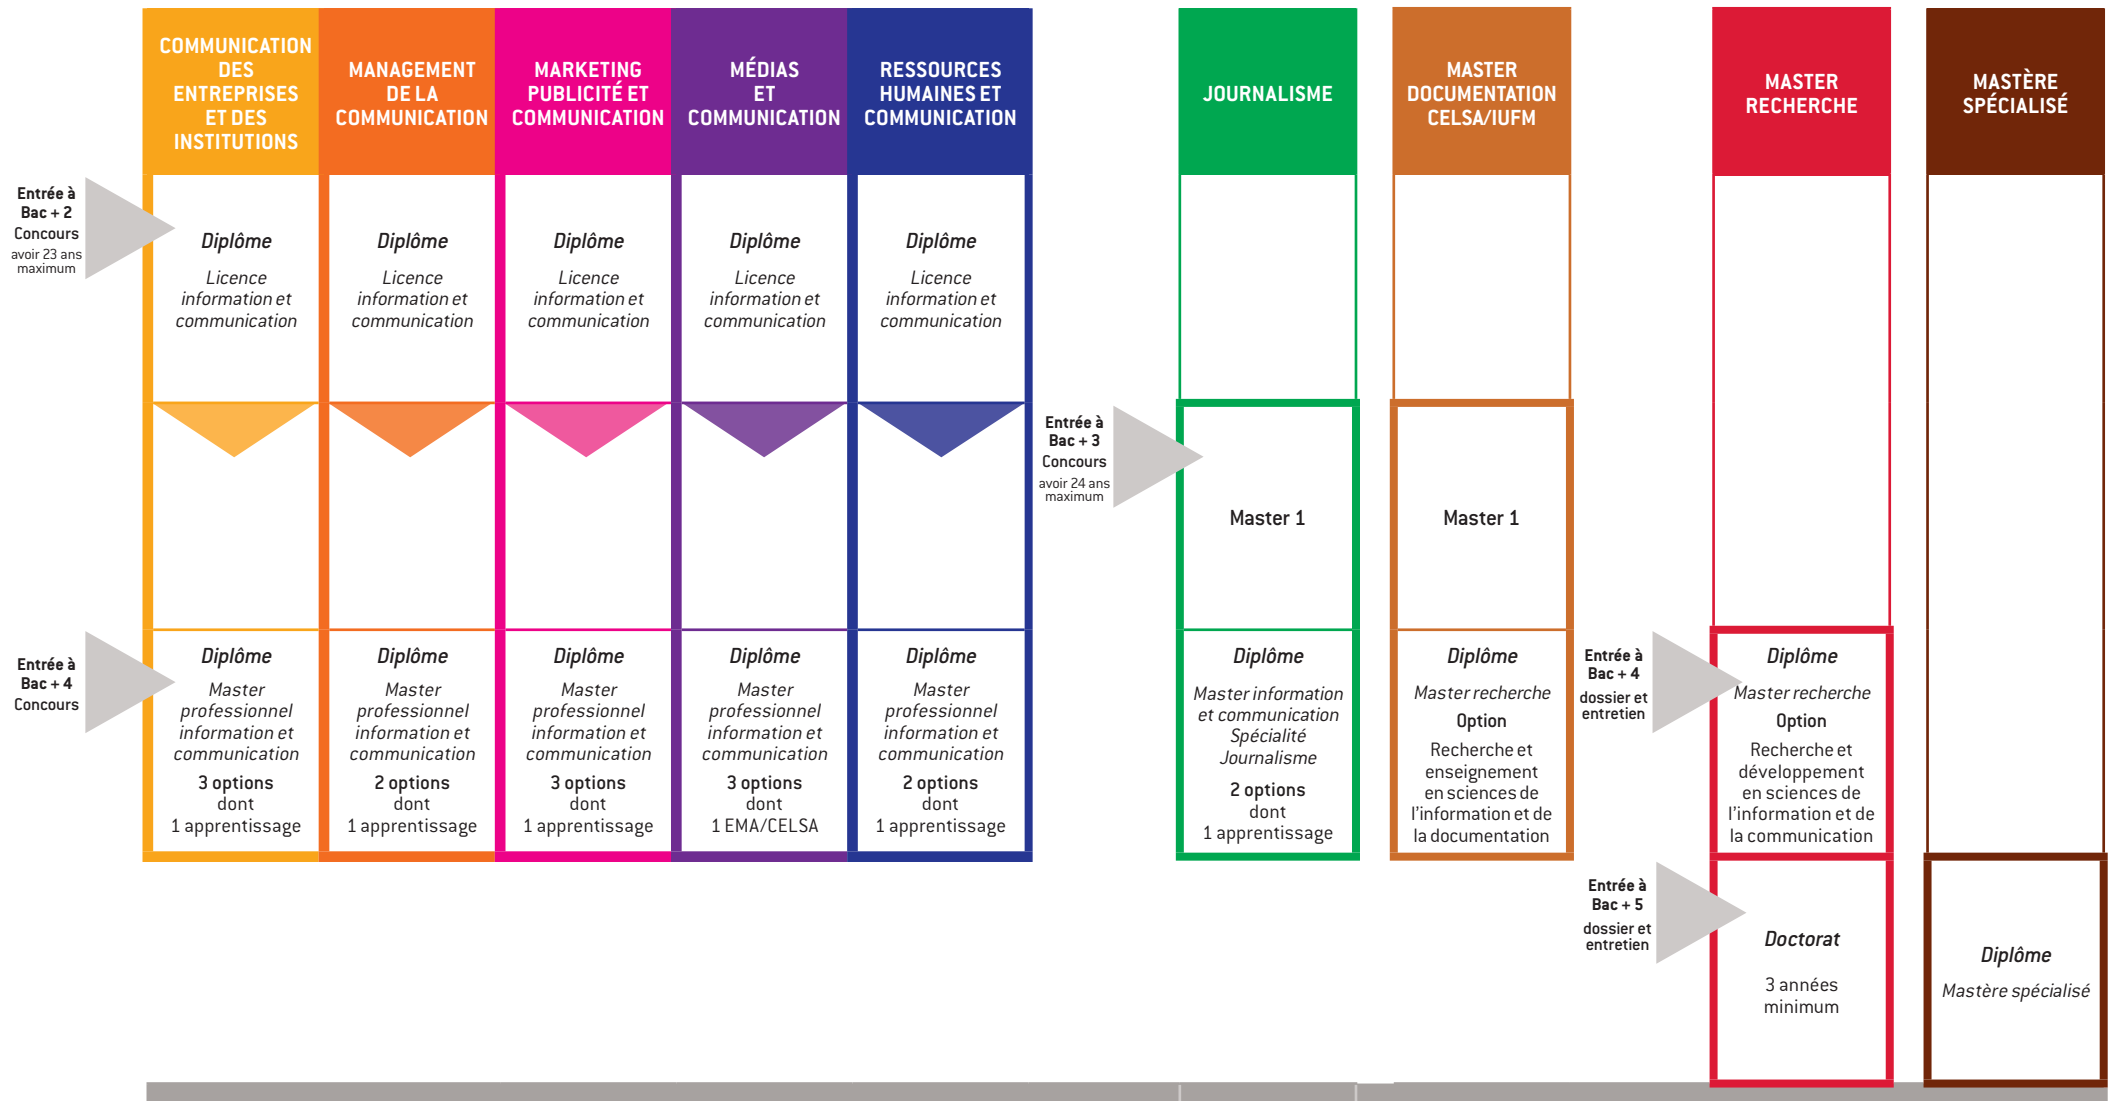 COMMUNICATION
DES
ENTREPRISES
ET DES
INSTITUTIONS
MANAGEMENT
DE LA
COMMUNICATION
MARKETING
PUBLICITÉ ET
COMMUNICATION
MÉDIAS
ET
COMMUNICATION
RESSOURCES
HUMAINES ET
COMMUNICATION
JOURNALISME
MASTER
DOCUMENTATION
CELSA/IUFM
MASTER
RECHERCHE
MASTÈRE
SPÉCIALISÉ
Entrée à
Bac + 2
Concours
avoir 23 ans
maximum
Diplôme
Licence
information et
communication
Diplôme
Licence
information et
communication
Diplôme
Licence
information et
communication
Diplôme
Licence
information et
communication
Diplôme
Licence
information et
communication
Entrée à
Bac + 3
Concours
avoir 24 ans
maximum
Master 1
Master 1
Entrée à
Bac + 4
Concours
Diplôme
Master
professionnel
information et
communication
3 options
dont
1 apprentissage
Diplôme
Master
professionnel
information et
communication
2 options
dont
1 apprentissage
Diplôme
Master
professionnel
information et
communication
3 options
dont
1 apprentissage
Diplôme
Master
professionnel
information et
communication
3 options
dont
1 EMA/CELSA
Diplôme
Master
professionnel
information et
communication
2 options
dont
1 apprentissage
Diplôme
Master information
et communication
Spécialité
Journalisme
2 options
dont
1 apprentissage
Diplôme
Master recherche
Option
Recherche et
enseignement
en sciences de
l'information et de
la documentation
Entrée à
Bac + 4
dossier et
entretien
Diplôme
Master recherche
Option
Recherche et
développement
en sciences de
l'information et de
la communication
Entrée à
Bac + 5
dossier et
entretien
Doctorat
3 années
minimum
Diplôme
Mastère spécialisé